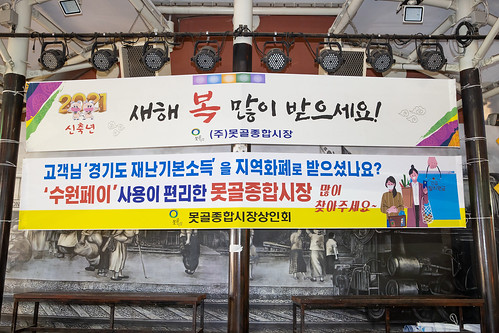 2021
신축년
새해 복 많이 받으세요!
(주)못골종합시장
고객님 '경기도 재난기본소득' 을 지역화폐로 받으셨나요?
'수원페이' 사용이 편리한 못골종합시장 많이
찾아주세요~
못골종합시장상인회